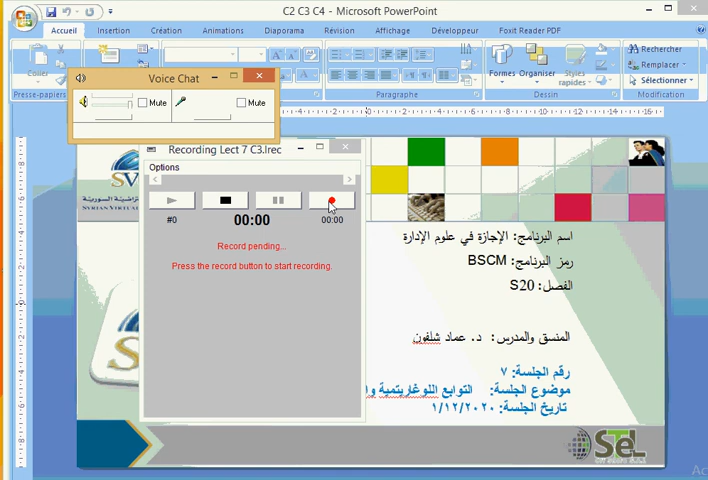 C2 C3 C4 - Microsoft PowerPoint
Accueil Insertion Création Animations Diaporama Révision Affichage Développeur Foxit Reader PDF
Coller
Formes Organiser Styles rapides
Rechercher
Remplacer
Sélectionner
Presse-papiers Paragraphe Dessin Modification
Voice Chat
Mute Mute
Recording Lect 7 C3.lrec
Options
#0 00:00 00:00
Record pending...
Press the record button to start recording.
SYRIAN VIRTUAL
اسم البرنامج: الإجازة في علوم الإدارة
رمز البرنامج: BSCM
الفصل: S20
المنسق والمدرس: د. عماد شلفون
رقم الجلسة: ٧
موضوع الجلسة: التوابع اللوغاريتمية
تاريخ الجلسة: ١/١٢/٢٠٢٠
SeTeL